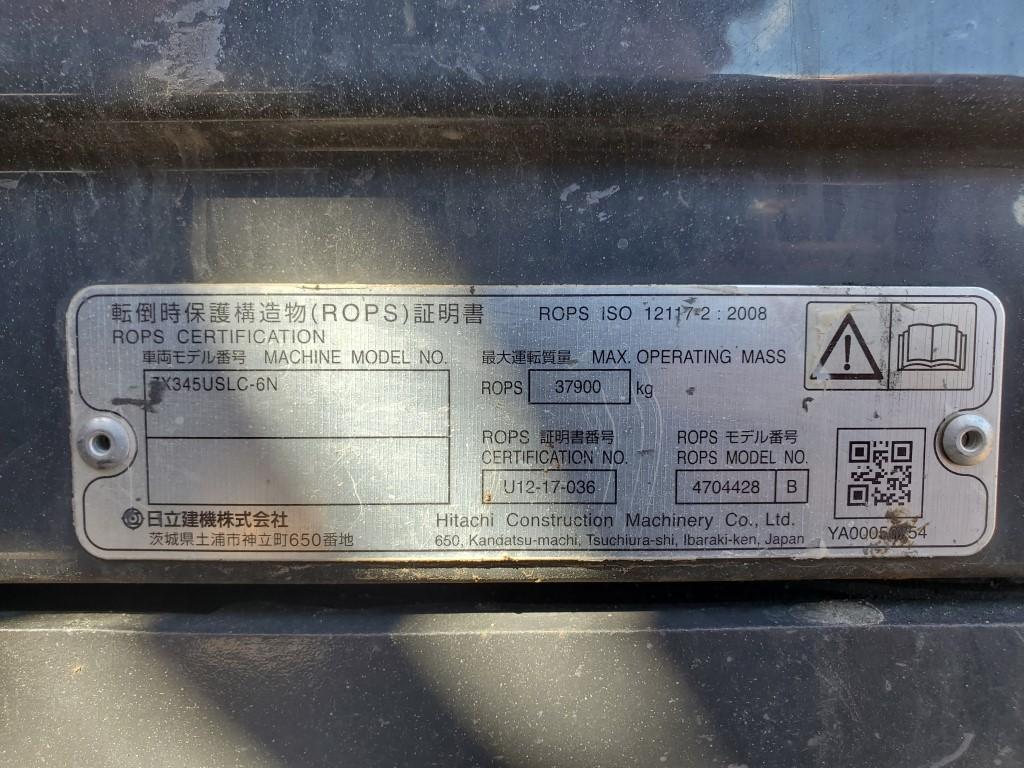 転倒時保護構造物(ROPS)証明書 ROPS ISO 12117-2 : 2008
ROPS CERTIFICATION
車両モデル番号 MACHINE MODEL NO.
ZX345USLC-6N
最大運転質量 MAX. OPERATING MASS
ROPS 37900 kg
ROPS 証明書番号
CERTIFICATION NO.
U12-17-036
ROPS モデル番号
ROPS MODEL NO.
4704428 B
日立建機株式会社
茨城県土浦市神立町650番地
Hitachi Construction Machinery Co., Ltd.
650, Kandatsu-machi, Tsuchiura-shi, Ibaraki-ken, Japan